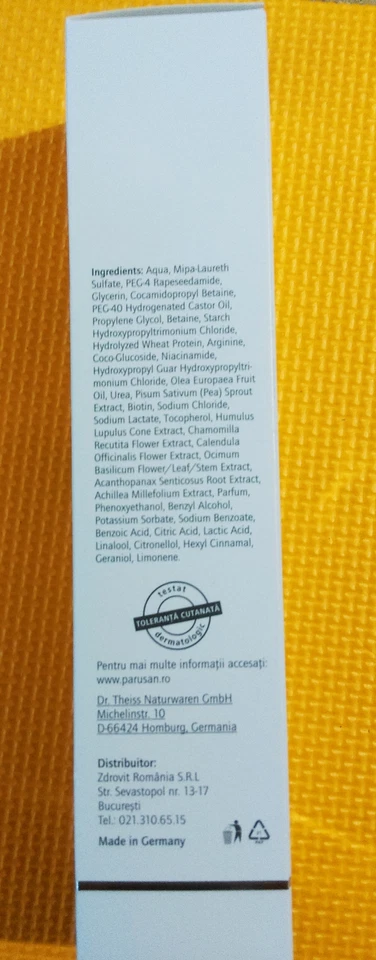 Ingredients: Aqua, Mipa-Laureth
Sulfate, PEG-4 Rapeseedamide,
Glycerin, Cocamidopropyl Betaine,
PEG-40 Hydrogenated Castor Oil,
Propylene Glycol, Betaine, Starch
Hydroxypropyltrimonium Chloride,
Hydrolyzed Wheat Protein, Arginine,
Coco-Glucoside, Niacinamide,
Hydroxypropyl Guar Hydroxypropyltri-
monium Chloride, Olea Europaea Fruit
Oil, Urea, Pisum Sativum (Pea) Sprout
Extract, Biotin, Sodium Chloride,
Sodium Lactate, Tocopherol, Humulus
Lupulus Cone Extract, Chamomilla
Recutita Flower Extract, Calendula
Officinalis Flower Extract, Ocimum
Basilicum Flower/Leaf/Stem Extract,
Acanthopanax Senticosus Root Extract,
Achillea Millefolium Extract, Parfum,
Phenoxyethanol, Benzyl Alcohol,
Potassium Sorbate, Sodium Benzoate,
Benzoic Acid, Citric Acid, Lactic Acid,
Linalool, Citronellol, Hexyl Cinnamal,
Geraniol, Limonene.
testat
TOLERANȚĂ CUTANATĂ
dermatologic
Pentru mai multe informații accesați:
www.parusan.ro
Dr. Theiss Naturwaren GmbH
Michelinstr. 10
D-66424 Homburg, Germania
Distribuitor:
Zdrovit România S.R.L
Str. Sevastopol nr. 13-17
București
Tel.: 021.310.65.15
Made in Germany